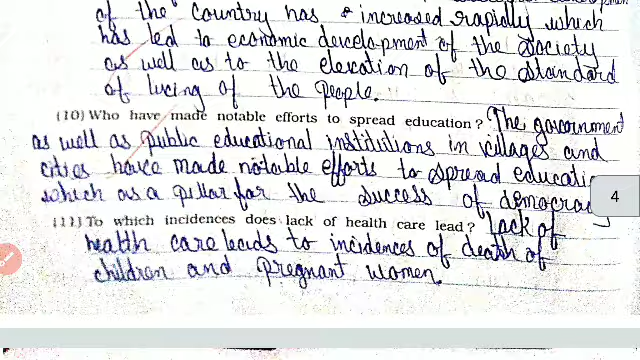 of the country has increased rapidly which
has led to economic development of the society
as well as to the elevation of the standard
of living of the people.
(10) Who have made notable efforts to spread education ? The government
as well as public educational institutions in villages and
cities have made notable efforts to spread educati
which as a pillar for the success of democracy
(11) To which incidences does lack of health care lead ? Lack of
health care leads to incidences of death of
children and pregnant women.
4